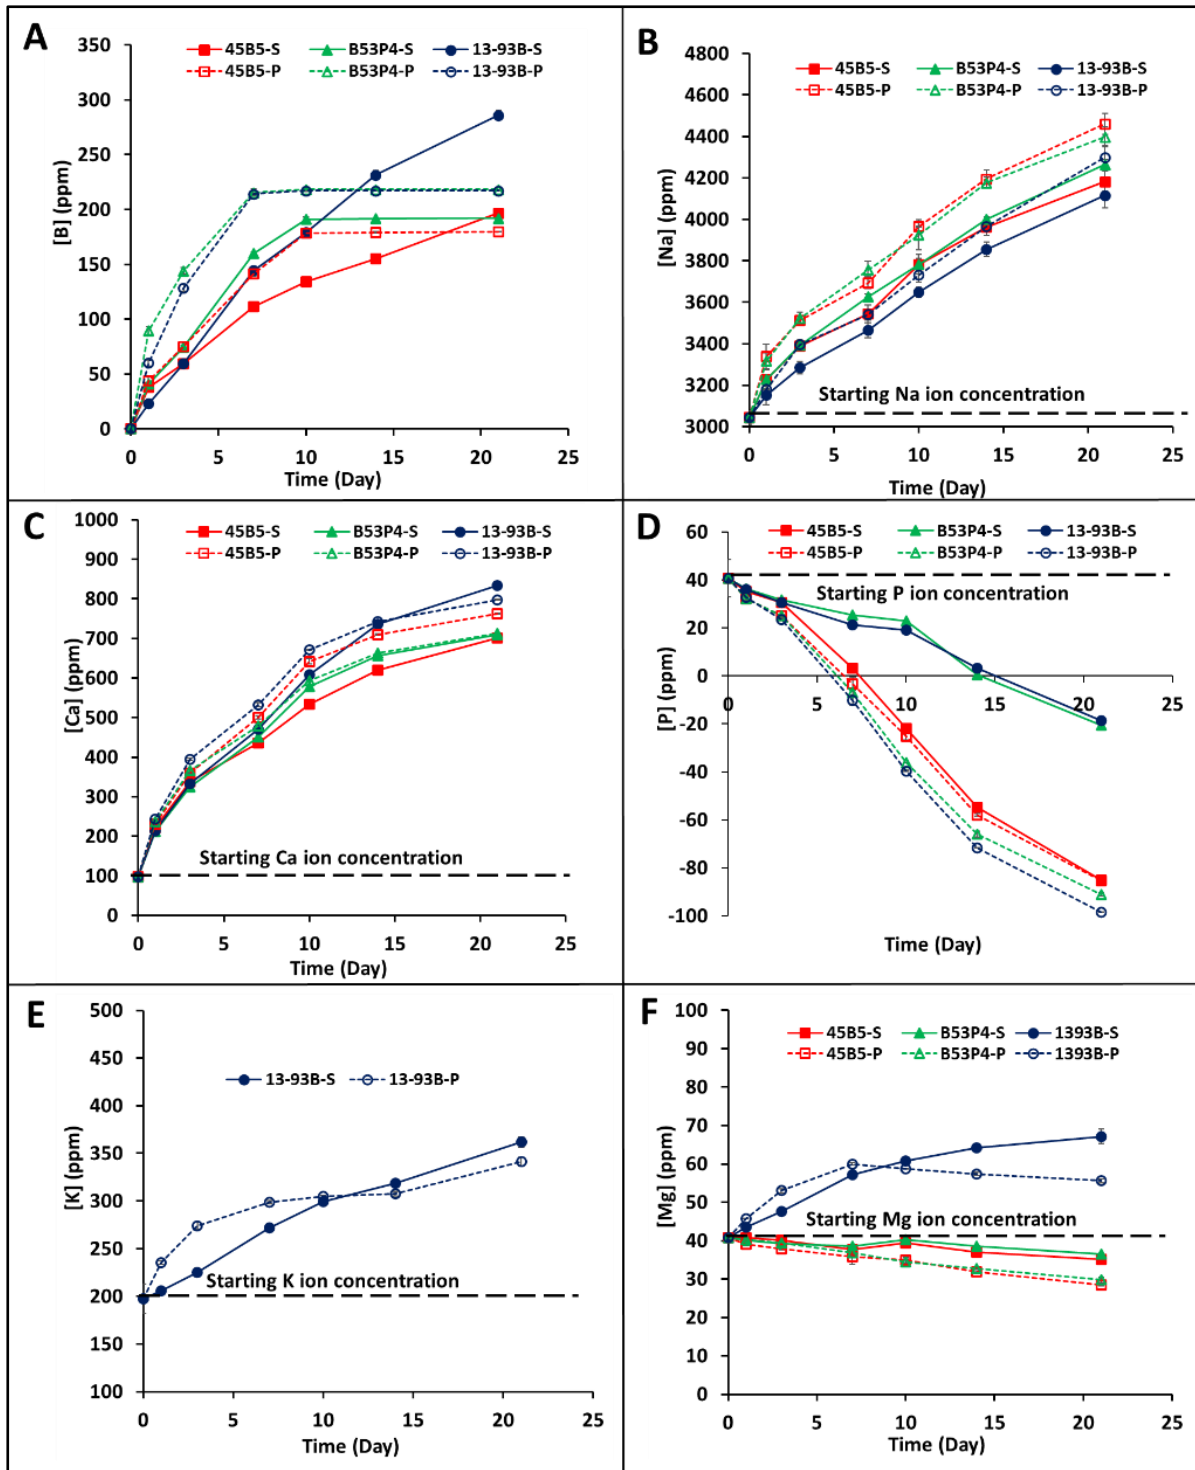 A
45B5-S B53P4-S 13-93B-S
45B5-P B53P4-P 13-93B-P
350
300
250
200
150
100
50
0
[B] (ppm)
0 5 10 15 20 25
Time (Day)
B
45B5-S B53P4-S 13-93B-S
45B5-P B53P4-P 13-93B-P
4800
4600
4400
4200
4000
3800
3600
3400
3200
3000
[Na] (ppm)
Starting Na ion concentration
0 5 10 15 20 25
Time (Day)
C
45B5-S B53P4-S 13-93B-S
45B5-P B53P4-P 13-93B-P
1000
900
800
700
600
500
400
300
200
100
0
[Ca] (ppm)
Starting Ca ion concentration
0 5 10 15 20 25
Time (Day)
D
45B5-S B53P4-S 13-93B-S
45B5-P B53P4-P 13-93B-P
60
40
20
0
-20
-40
-60
-80
-100
[P] (ppm)
Starting P ion concentration
0 5 10 15 20 25
Time (Day)
E
13-93B-S 13-93B-P
500
450
400
350
300
250
200
150
100
[K] (ppm)
Starting K ion concentration
0 5 10 15 20 25
Time (Day)
F
45B5-S B53P4-S 1393B-S
45B5-P B53P4-P 1393B-P
100
90
80
70
60
50
40
30
20
10
0
[Mg] (ppm)
Starting Mg ion concentration
0 5 10 15 20 25
Time (Day)